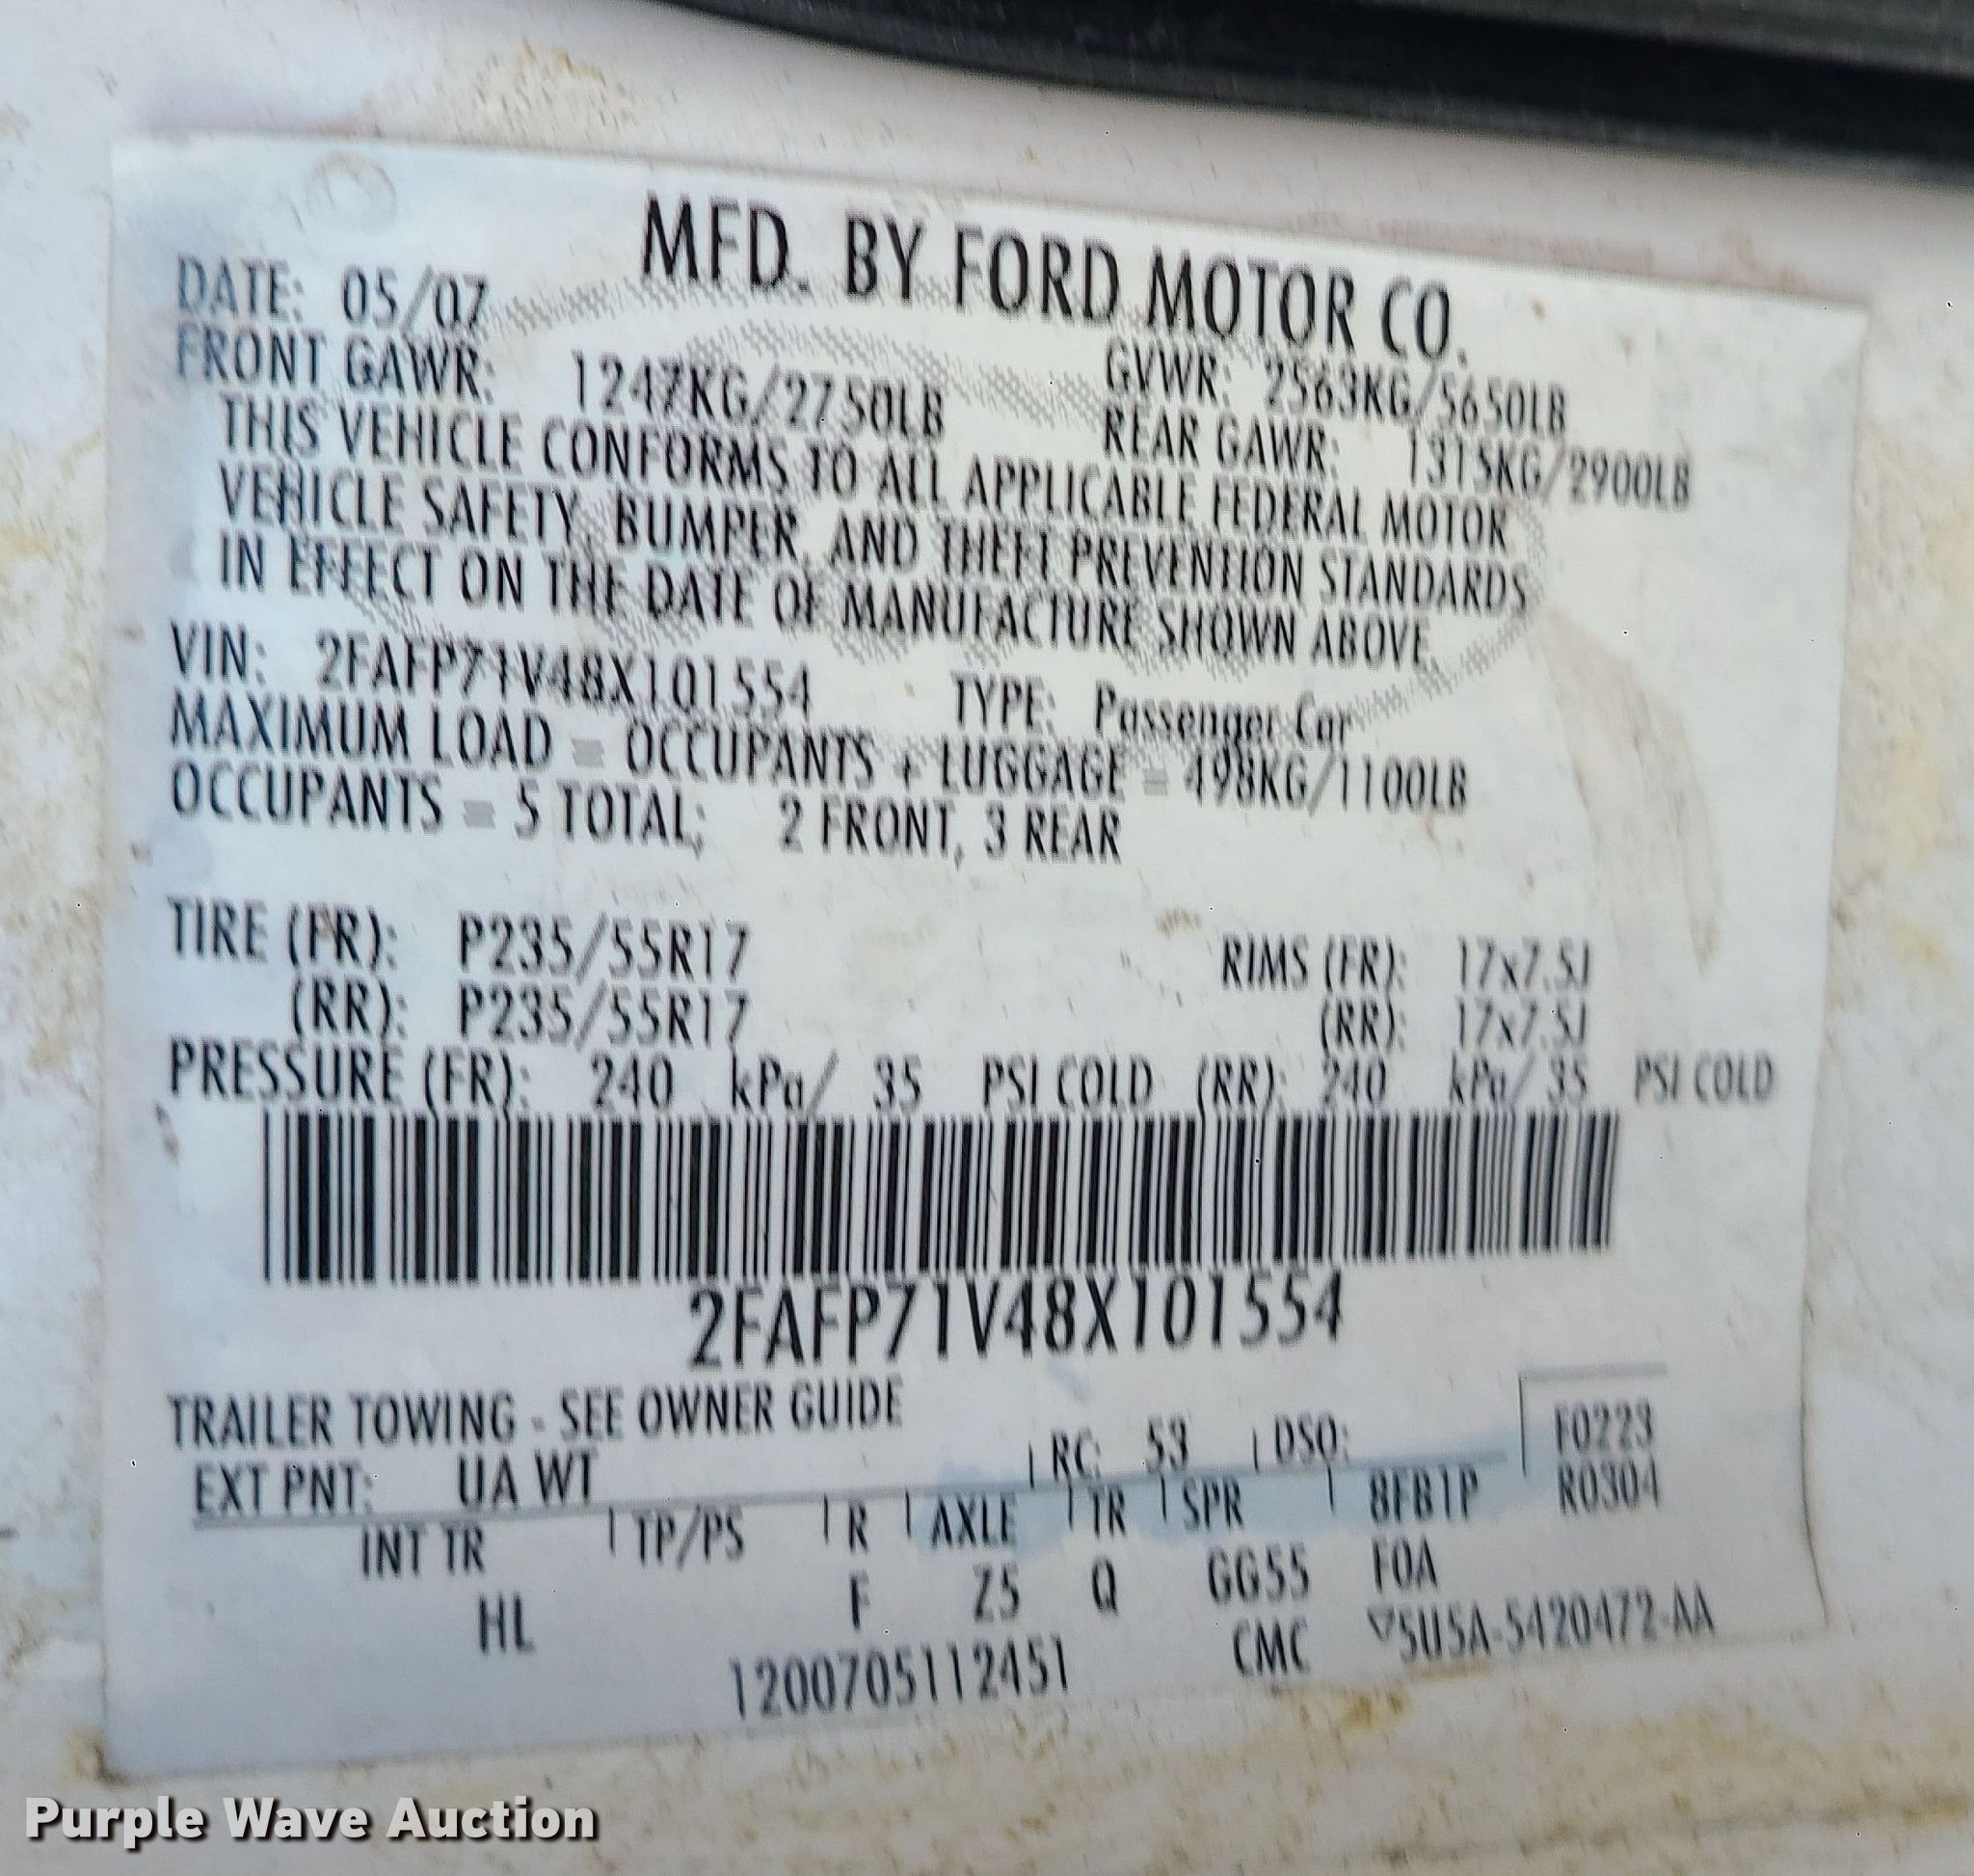 MFD. BY FORD MOTOR CO.
DATE: 05/07 GVWR: 2563KG/5650LB
FRONT GAWR: 1247KG/2750LB REAR GAWR: 1315KG/2900LB
THIS VEHICLE CONFORMS TO ALL APPLICABLE FEDERAL MOTOR
VEHICLE SAFETY, BUMPER, AND THEFT PREVENTION STANDARDS
IN EFFECT ON THE DATE OF MANUFACTURE SHOWN ABOVE.
VIN: 2FAFP71V48X101554 TYPE: Passenger Car
MAXIMUM LOAD = OCCUPANTS + LUGGAGE = 498KG/1100LB
OCCUPANTS = 5 TOTAL; 2 FRONT, 3 REAR
TIRE (FR): P235/55R17 RIMS (FR): 17x7.5J
(RR): P235/55R17 (RR): 17x7.5J
PRESSURE (FR): 240 kPa/ 35 PSI COLD (RR): 240 kPa/ 35 PSI COLD
2FAFP71V48X101554
TRAILER TOWING - SEE OWNER GUIDE
F0223
EXT PNT: UA WT RC: 53 DSO: R0304
INT TR TP/PS R AXLE TR SPR 8FB1P
HL F Z5 Q GG55 FOA
1200705112451 CMC ▽5U5A-5420472-AA
Purple Wave Auction